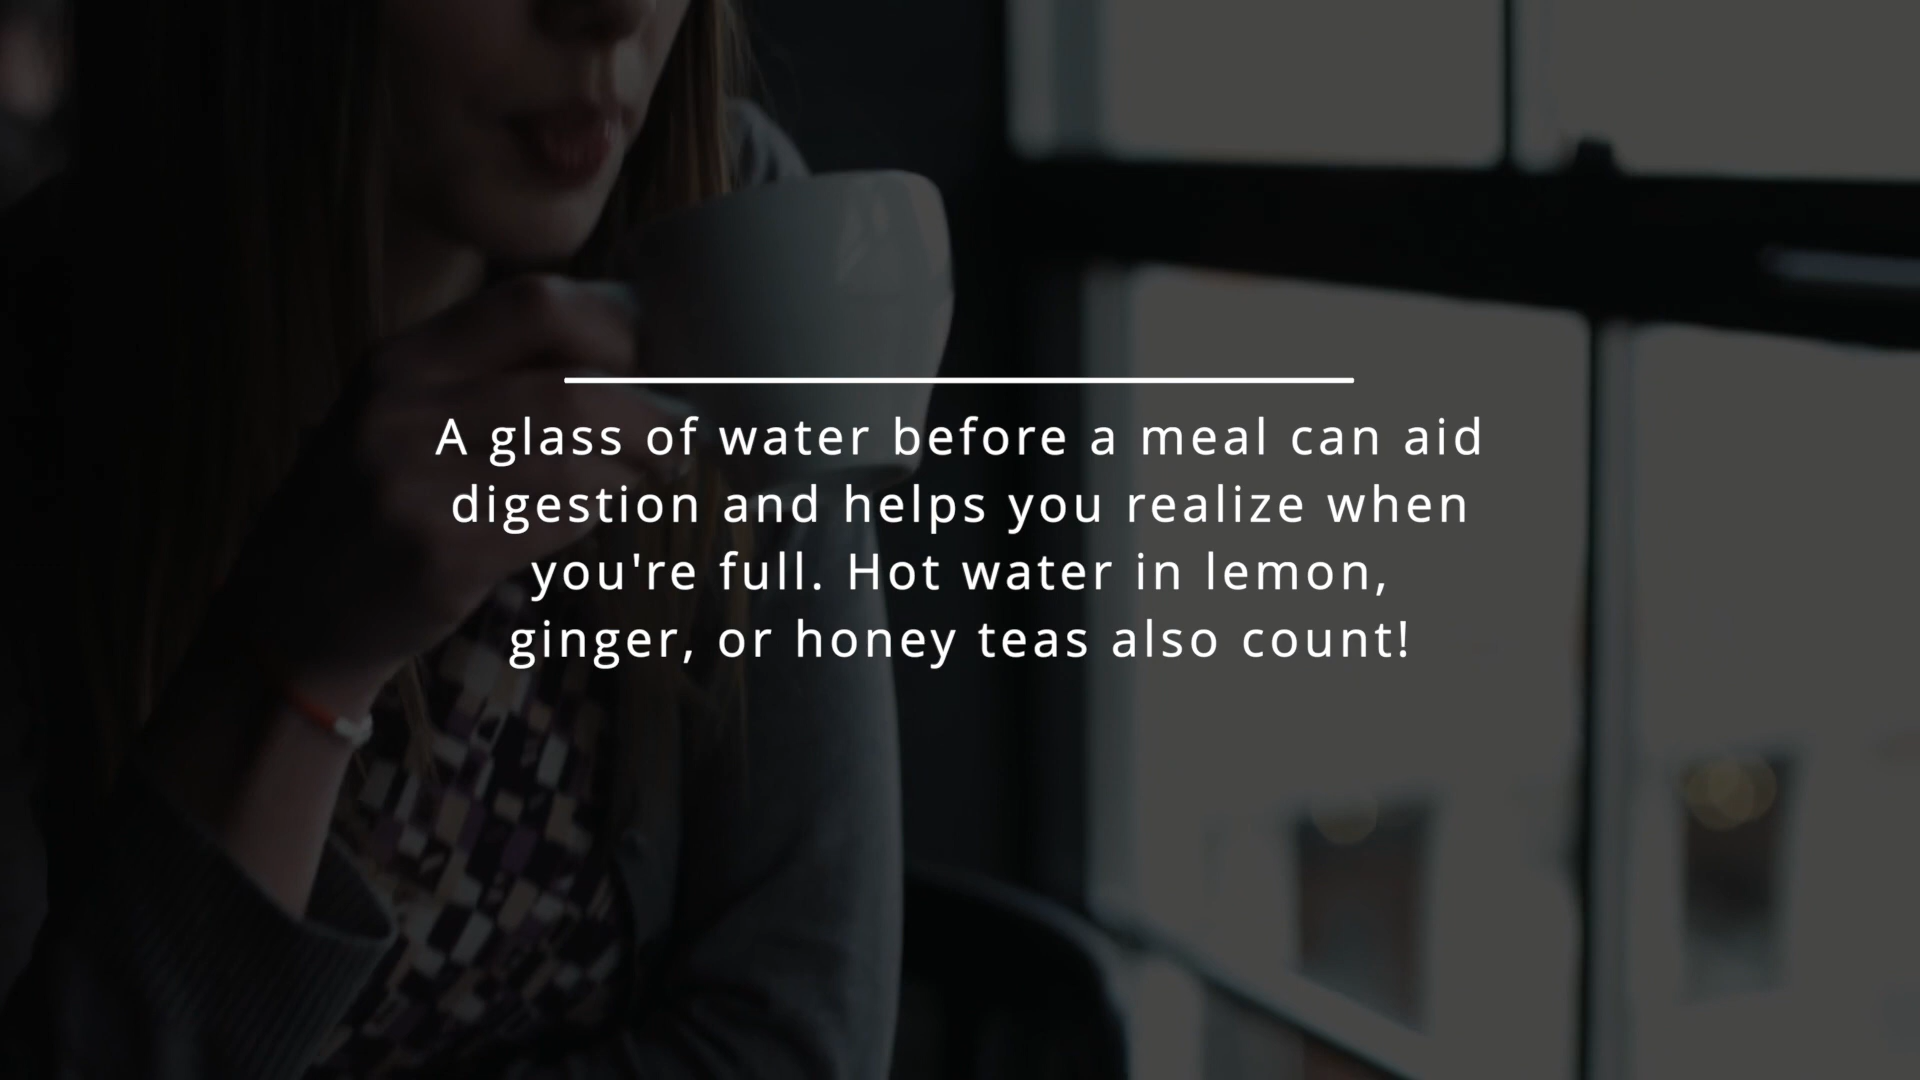 A glass of water before a meal can aid
digestion and helps you realize when
you're full. Hot water in lemon,
ginger, or honey teas also count!